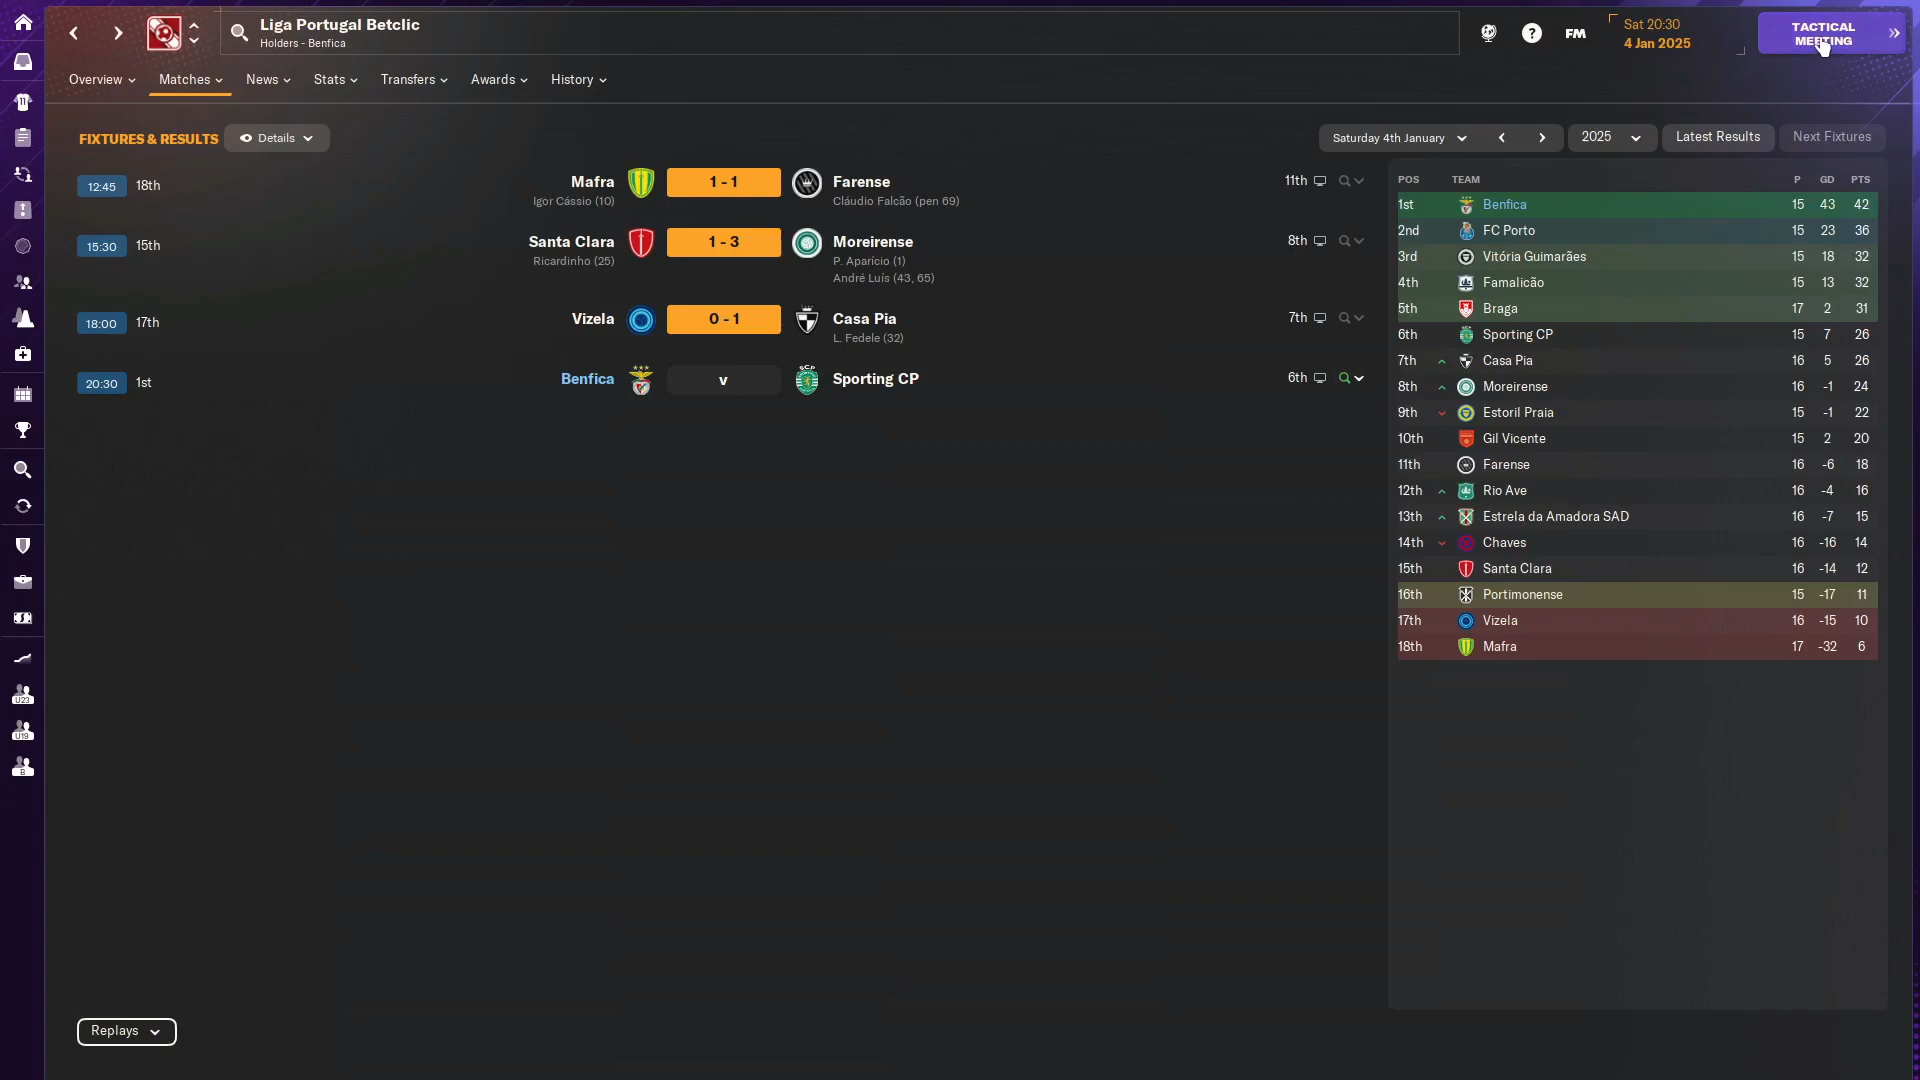 Liga Portugal Betclic
Holders - Benfica
FM
Sat 20:30
4 Jan 2025
TACTICAL
MEETING
Overview
Matches
News
Stats
Transfers
Awards
History
FIXTURES & RESULTS
Details
Saturday 4th January
2025
Latest Results
Next Fixtures
12:45 18th Mafra 1 - 1 Farense 11th
Igor Cássio (10) Cláudio Falcão (pen 69)
15:30 15th Santa Clara 1 - 3 Moreirense 8th
Ricardinho (25) P. Aparício (1)
André Luís (43, 65)
18:00 17th Vizela 0 - 1 Casa Pia 7th
L. Fedele (32)
20:30 1st Benfica v Sporting CP 6th
POS TEAM P GD PTS
1st Benfica 15 43 42
2nd FC Porto 15 23 36
3rd Vitória Guimarães 15 18 32
4th Famalicão 15 13 32
5th Braga 17 2 31
6th Sporting CP 15 7 26
7th Casa Pia 16 5 26
8th Moreirense 16 -1 24
9th Estoril Praia 15 -1 22
10th Gil Vicente 15 2 20
11th Farense 16 -6 18
12th Rio Ave 16 -4 16
13th Estrela da Amadora SAD 16 -7 15
14th Chaves 16 -16 14
15th Santa Clara 16 -14 12
16th Portimonense 15 -17 11
17th Vizela 16 -15 10
18th Mafra 17 -32 6
U23
U19
B
Replays